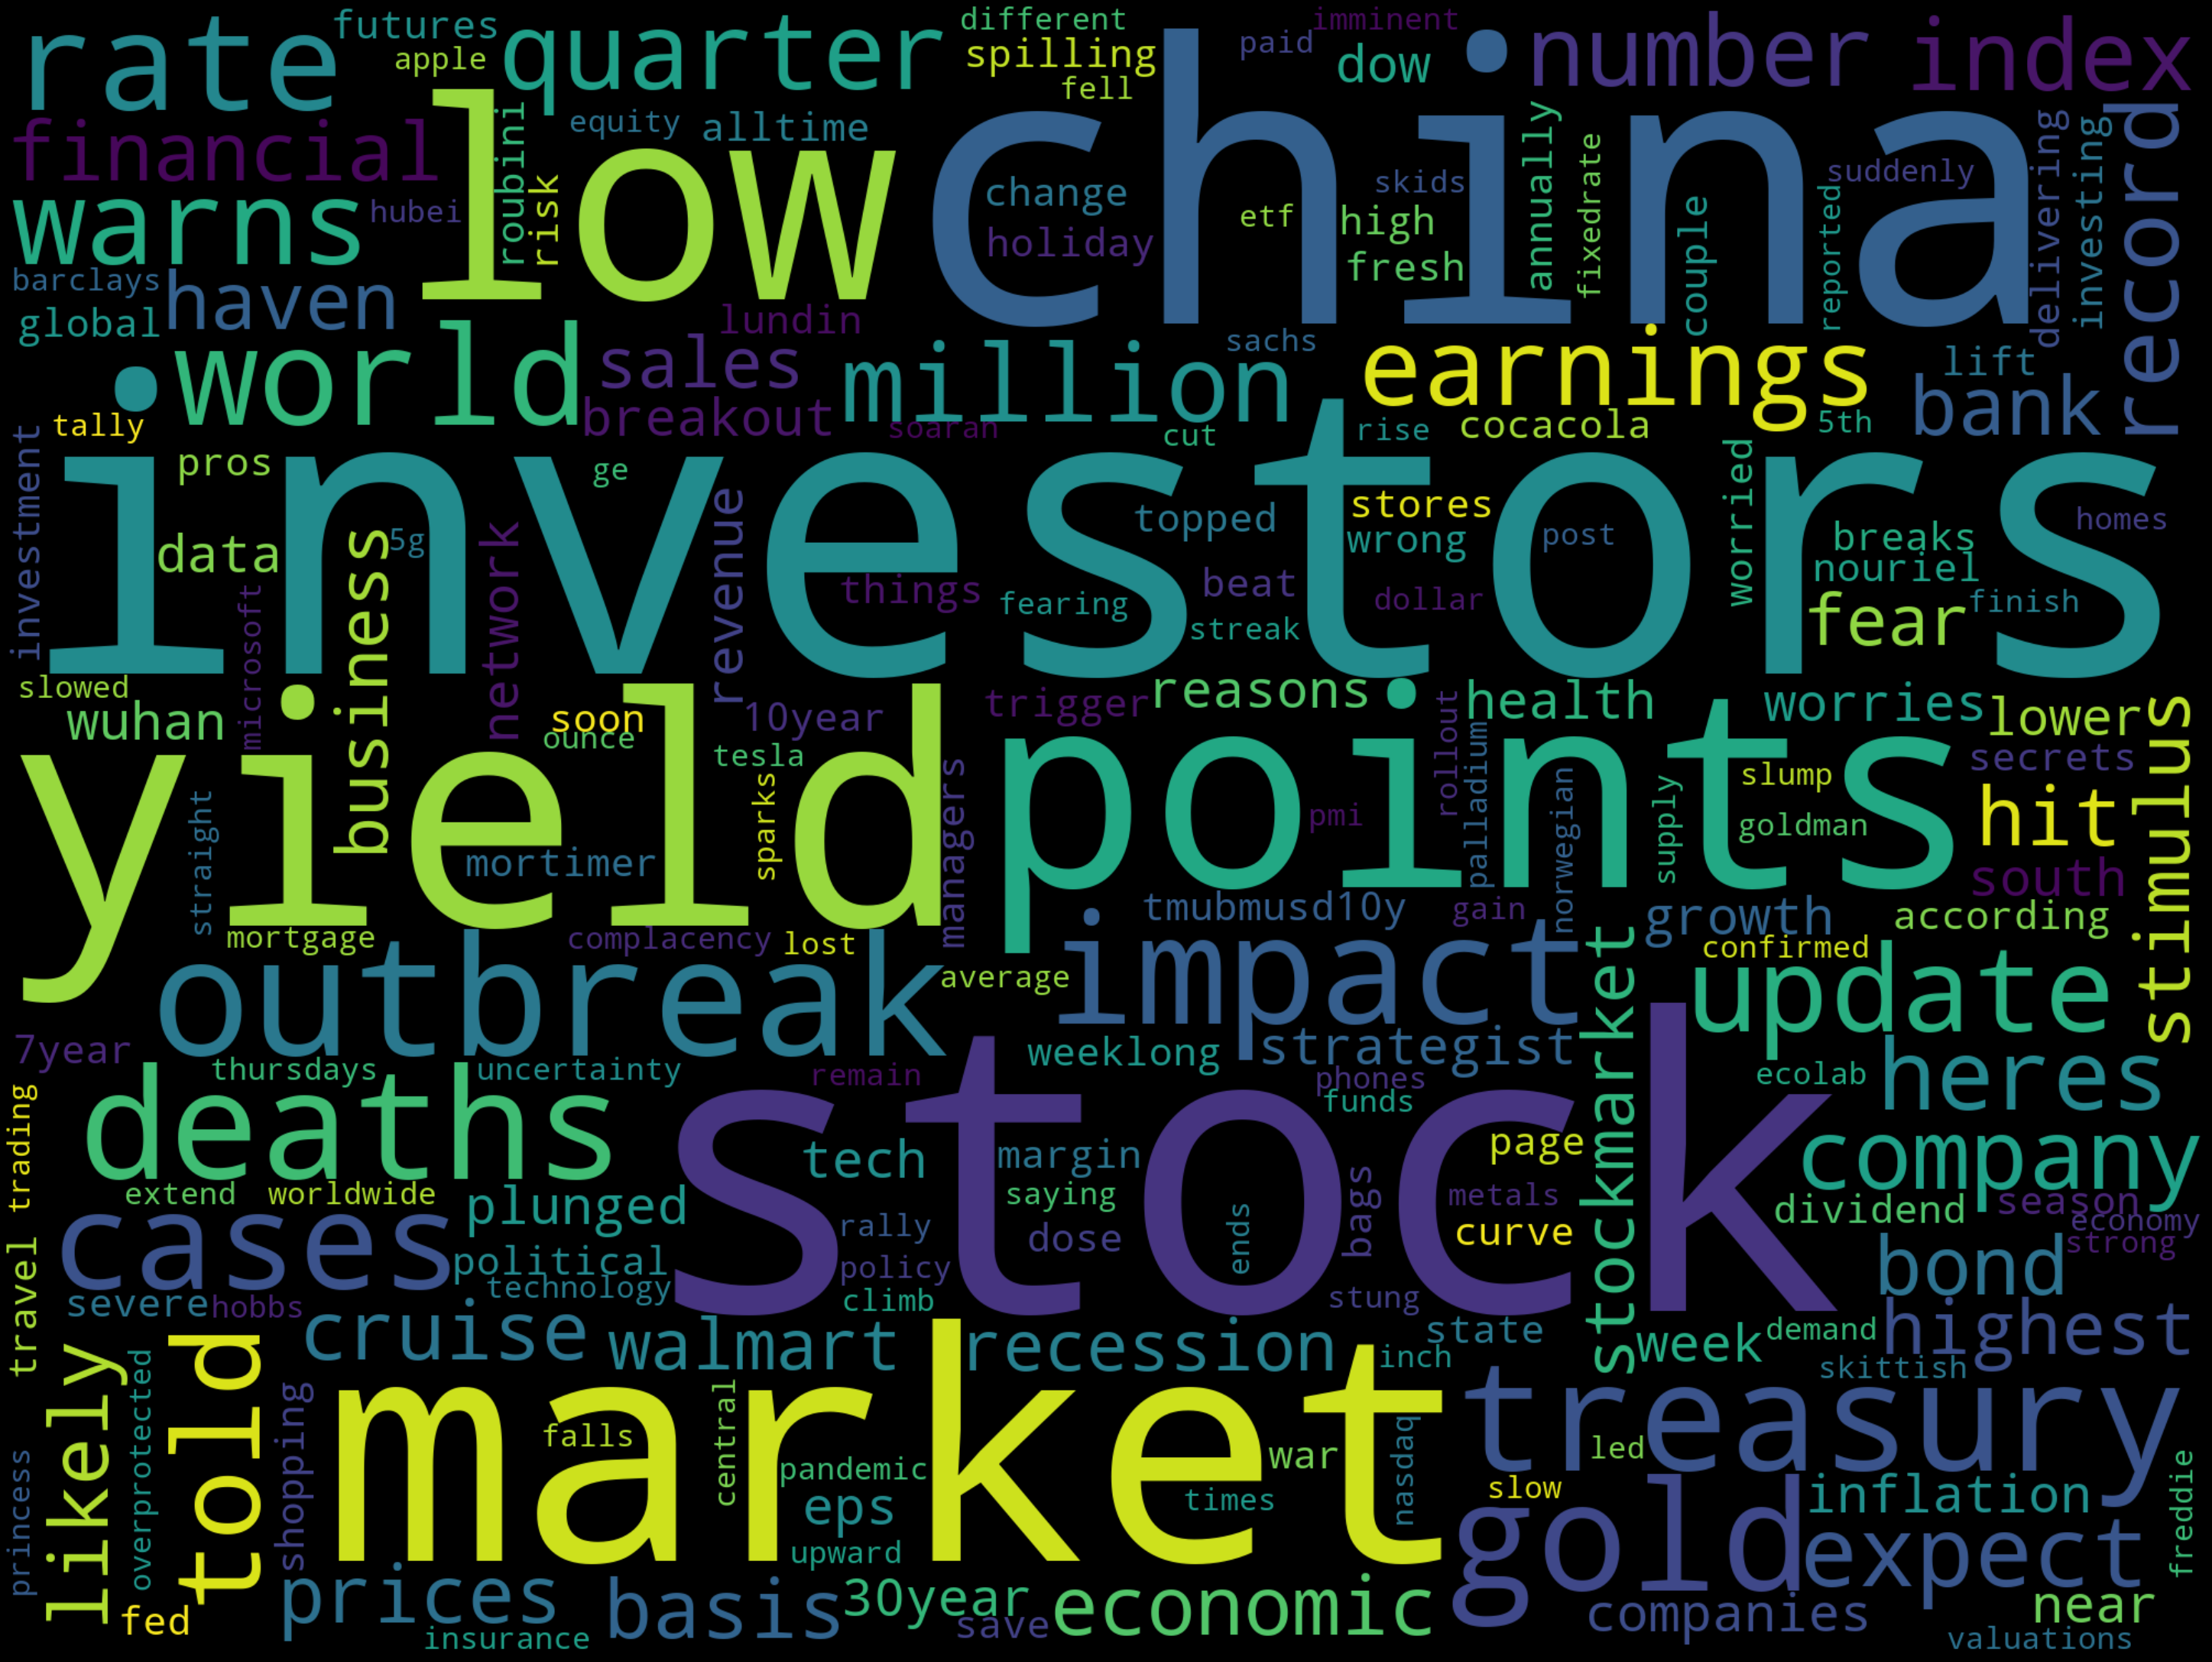 rate
futures
apple
quarter
different
spilling
fell
paid
imminent
dow
number
index
financial
low
china
record
warns
hubei
roubini
risk
equity
alltime
change
holiday
etf
skids
high
fresh
annually
fixedrate
couple
suddenly
reported
delivering
investing
barclays
haven
global
lundin
sachs
world
sales
breakout
million
earnings
lift
bank
tally
soaran
cut
rise
cocacola
5th
investors
investment
pros
ge
data
5g
business
network
revenue
topped
stores
wrong
post
worried
breaks
homes
nouriel
things
fearing
beat
dollar
fear
finish
streak
microsoft
slowed
wuhan
soon
ounce
10year
trigger
reasons
health
worries
lower
stimulus
yield
points
tesla
secrets
straight
mortimer
sparks
managers
pmi
rollout
palladium
norwegian
supply
slump
goldman
hit
south
mortgage
complacency
lost
tmubmusd10y
gain
growth
according
confirmed
outbreak
average
impact
stockmarket
update
7year
thursdays
uncertainty
remain
weeklong
strategist
phones
funds
ecolab
heres
deaths
stock
trading
tech
margin
page
company
extend
worldwide
plunged
saying
metals
dividend
season
economy
strong
cases
rally
dose
ends
bags
curve
political
policy
technology
climb
bond
travel
severe
hobbs
stung
cruise
walmart
recession
state
week
demand
highest
inch
skittish
likely
told
overprotected
shopping
market
falls
central
pandemic
war
nasdaq
led
treasury
princess
eps
times
slow
gold
inflation
freddie
upward
expect
fed
prices
insurance
basis
30year
save
economic
companies
near
valuations